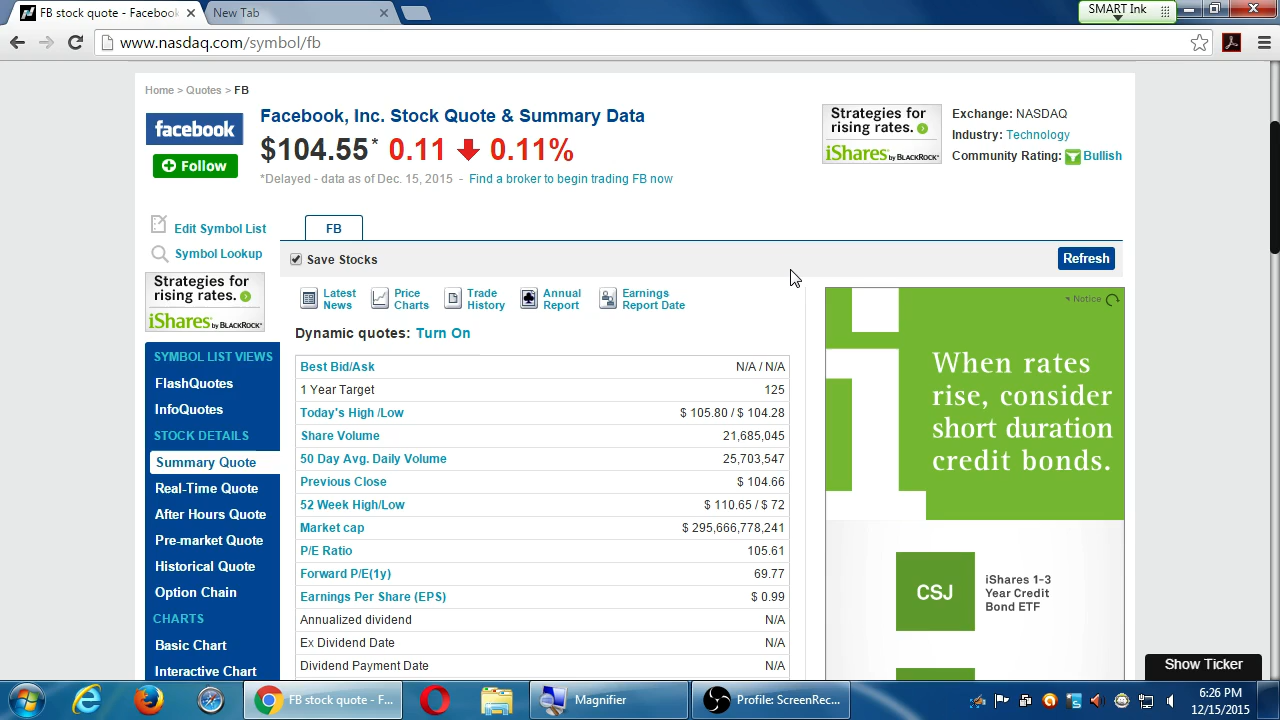 FB stock quote - Facebook
New Tab
SMART Ink
www.nasdaq.com/symbol/fb
Home > Quotes > FB
facebook
Follow
Facebook, Inc. Stock Quote & Summary Data
$104.55* 0.11 0.11%
*Delayed - data as of Dec. 15, 2015 - Find a broker to begin trading FB now
Strategies for
rising rates.
iShares by BLACKROCK®
Exchange: NASDAQ
Industry: Technology
Community Rating: Bullish
Edit Symbol List
Symbol Lookup
Strategies for
rising rates.
iShares by BLACKROCK®
FB
Save Stocks
Refresh
Latest
News
Price
Charts
Trade
History
Annual
Report
Earnings
Report Date
Dynamic quotes: Turn On
Best Bid/Ask N/A / N/A
1 Year Target 125
Today's High /Low $ 105.80 / $ 104.28
Share Volume 21,685,045
50 Day Avg. Daily Volume 25,703,547
Previous Close $ 104.66
52 Week High/Low $ 110.65 / $ 72
Market cap $ 295,666,778,241
P/E Ratio 105.61
Forward P/E(1y) 69.77
Earnings Per Share (EPS) $ 0.99
Annualized dividend N/A
Ex Dividend Date N/A
Dividend Payment Date N/A
SYMBOL LIST VIEWS
FlashQuotes
InfoQuotes
STOCK DETAILS
Summary Quote
Real-Time Quote
After Hours Quote
Pre-market Quote
Historical Quote
Option Chain
CHARTS
Basic Chart
Interactive Chart
Notice
When rates
rise, consider
short duration
credit bonds.
CSJ
iShares 1-3
Year Credit
Bond ETF
Show Ticker
FB stock quote - F...
Magnifier
Profile: ScreenRec...
6:26 PM
12/15/2015